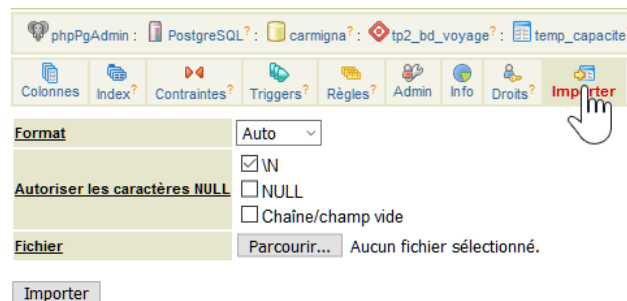 phpPgAdmin : PostgreSQL? : carmigna? : tp2_bd_voyage? : temp_capacite
Colonnes Index? Contraintes? Triggers? Règles? Admin Info Droits? Importer
Format Auto
Autoriser les caractères NULL \N
NULL
Chaîne/champ vide
Fichier Parcourir... Aucun fichier sélectionné.
Importer